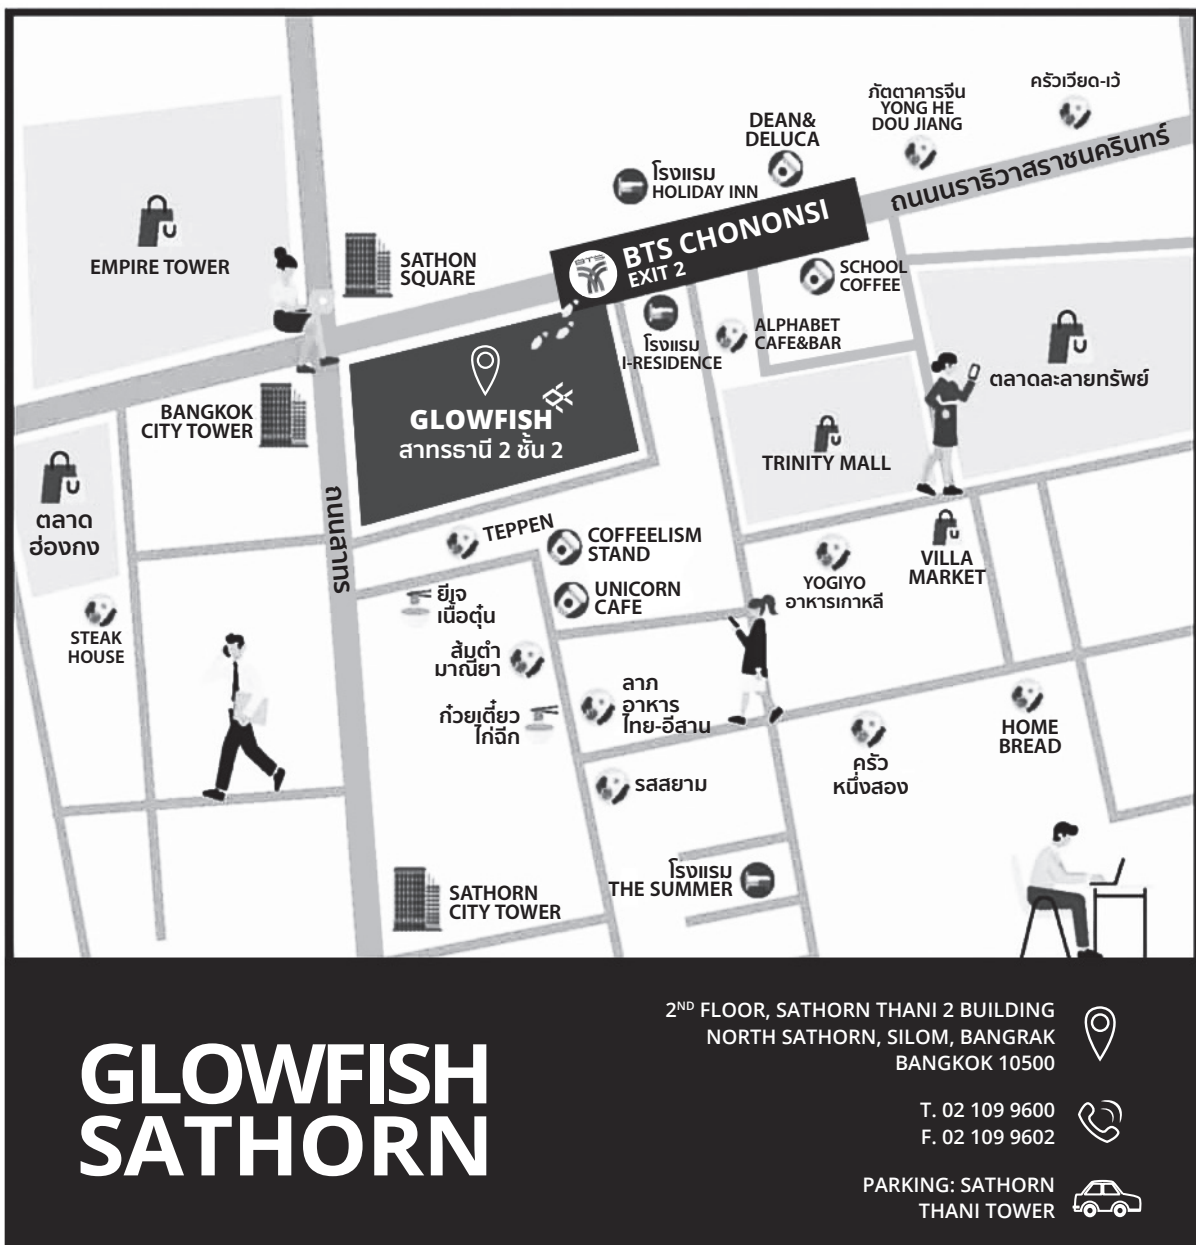 ครัวเวียด-เว้
ภัตตาคารจีน
YONG HE
DOU JIANG
DEAN&
DELUCA
ถนนนราธิวาสราชนครินทร์
โรงแรม
HOLIDAY INN
BTS CHONONSI
EXIT 2
BTS
SATHON
SQUARE
EMPIRE TOWER
SCHOOL
COFFEE
ALPHABET
CAFE&BAR
โรงแรม
I-RESIDENCE
ตลาดละลายทรัพย์
GLOWFISH
สาทรธานี 2 ชั้น 2
BANGKOK
CITY TOWER
TRINITY MALL
ตลาด
ฮ่องกง
ถนนสาทร
TEPPEN
COFFEELISM
STAND
VILLA
MARKET
YOGIYO
อาหารเกาหลี
UNICORN
CAFE
ยีเจ
เนื้อตุ๋น
STEAK
HOUSE
ส้มตำ
มาณียา
ลาภ
อาหาร
ไทย-อีสาน
ก๋วยเตี๋ยว
ไก่ฉีก
HOME
BREAD
ครัว
หนึ่งสอง
รสสยาม
โรงแรม
THE SUMMER
SATHORN
CITY TOWER
GLOWFISH
SATHORN
2ND FLOOR, SATHORN THANI 2 BUILDING
NORTH SATHORN, SILOM, BANGRAK
BANGKOK 10500
T. 02 109 9600
F. 02 109 9602
PARKING: SATHORN
THANI TOWER